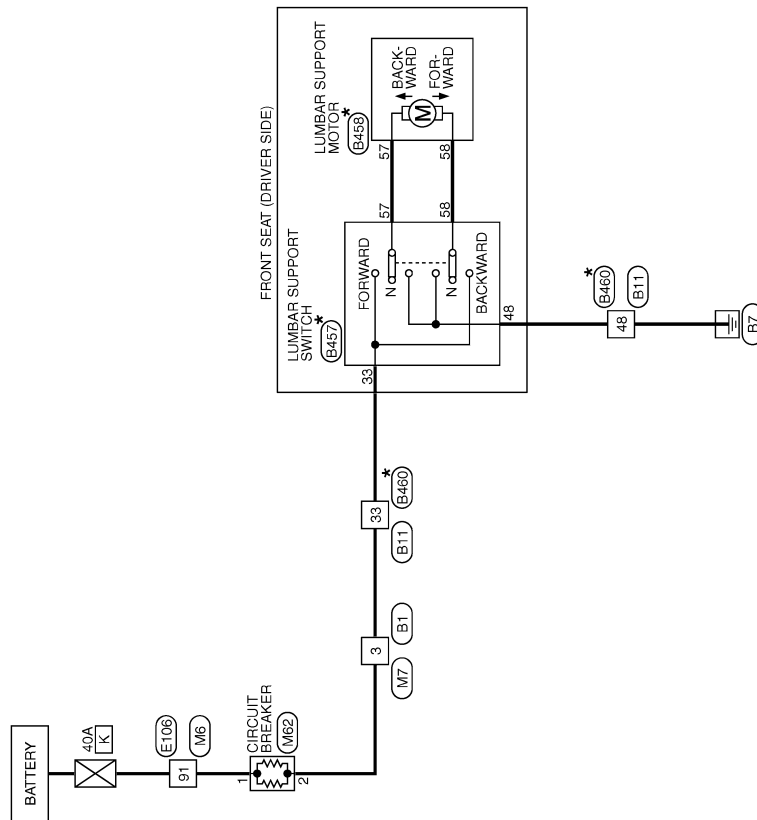 BATTERY
40A
K
91
E106
M6
1
CIRCUIT
BREAKER
M62
2
3
M7
B1
33
B11
B460
*
FRONT SEAT (DRIVER SIDE)
LUMBAR SUPPORT
SWITCH
*
B457
33
FORWARD
N
N
BACKWARD
48
57
58
57
58
LUMBAR SUPPORT
MOTOR
*
B458
M
BACK-
WARD
FOR-
WARD
48
*
B460
B11
B7